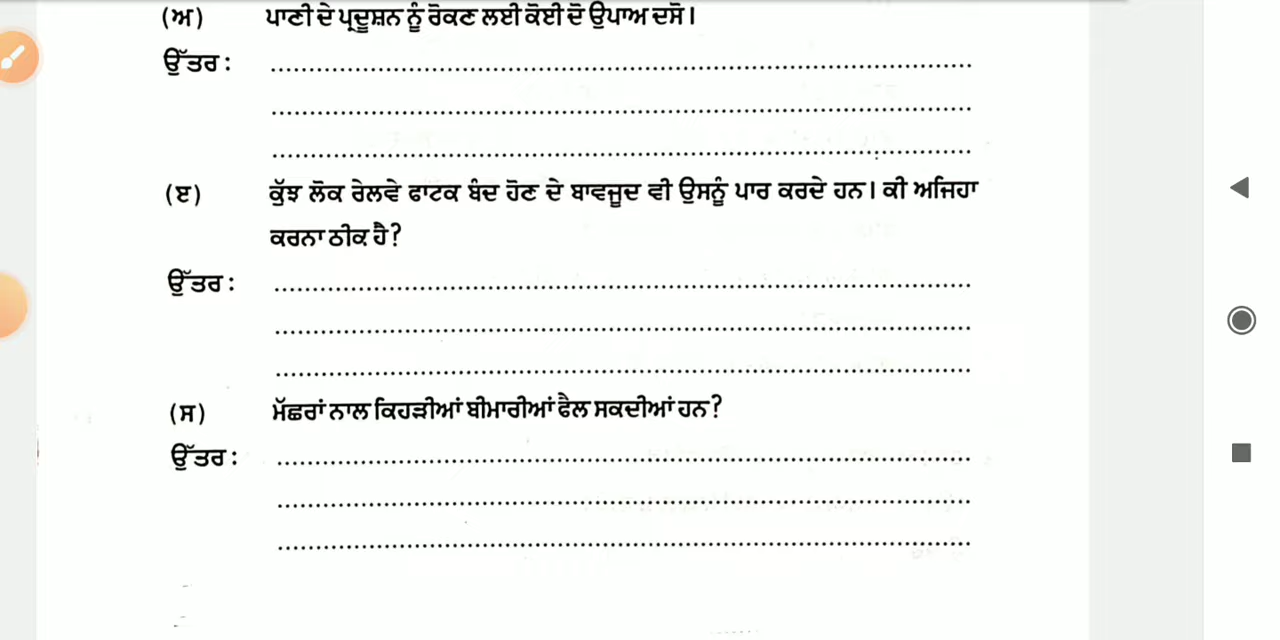 (ਅ) ਪਾਣੀ ਦੇ ਪ੍ਰਦੂਸ਼ਨ ਨੂੰ ਰੋਕਣ ਲਈ ਕੋਈ ਦੋ ਉਪਾਅ ਦਸੋ।
ਉੱਤਰ : ........................................................................................................
........................................................................................................
........................................................................................................
(ੲ) ਕੁੱਝ ਲੋਕ ਰੇਲਵੇ ਫਾਟਕ ਬੰਦ ਹੋਣ ਦੇ ਬਾਵਜੂਦ ਵੀ ਉਸਨੂੰ ਪਾਰ ਕਰਦੇ ਹਨ। ਕੀ ਅਜਿਹਾ
ਕਰਨਾ ਠੀਕ ਹੈ?
ਉੱਤਰ : ........................................................................................................
........................................................................................................
........................................................................................................
(ਸ) ਮੱਛਰਾਂ ਨਾਲ ਕਿਹੜੀਆਂ ਬੀਮਾਰੀਆਂ ਫੈਲ ਸਕਦੀਆਂ ਹਨ?
ਉੱਤਰ : ........................................................................................................
........................................................................................................
........................................................................................................